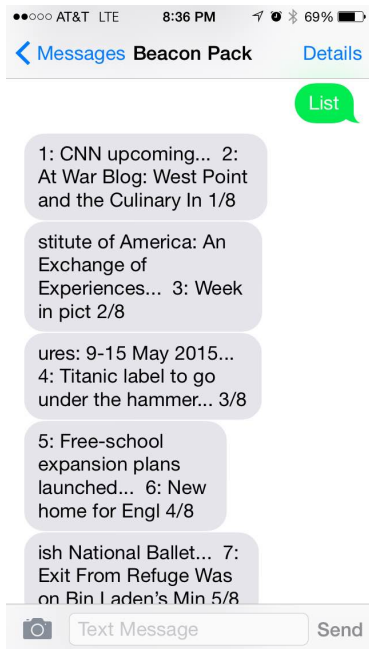 AT&T LTE 8:36 PM 69%
Messages Beacon Pack Details
List
1: CNN upcoming... 2:
At War Blog: West Point
and the Culinary In 1/8
stitute of America: An
Exchange of
Experiences... 3: Week
in pict 2/8
ures: 9-15 May 2015...
4: Titanic label to go
under the hammer... 3/8
5: Free-school
expansion plans
launched... 6: New
home for Engl 4/8
ish National Ballet... 7:
Exit From Refuge Was
on Bin Laden's Min 5/8
Text Message Send